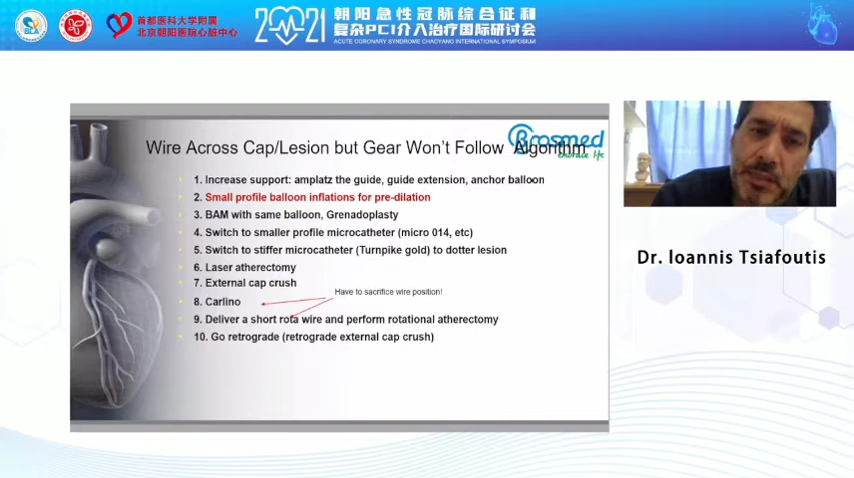 BLA
首都医科大学附属
北京朝阳医院心脏中心
2021
朝阳急性冠脉综合征和
复杂PCI介入治疗国际研讨会
ACUTE CORONARY SYNDROME CHAOYANG INTERNATIONAL SYMPOSIUM
Brosmed
Wire Across Cap/Lesion but Gear Won't Follow Algorithm
1. Increase support: amplatz the guide, guide extension, anchor balloon
2. Small profile balloon inflations for pre-dilation
3. BAM with same balloon, Grenadoplasty
4. Switch to smaller profile microcatheter (micro 014, etc)
5. Switch to stiffer microcatheter (Turnpike gold) to dotter lesion
6. Laser atherectomy
7. External cap crush
Have to sacrifice wire position!
8. Carlino
9. Deliver a short rota wire and perform rotational atherectomy
10. Go retrograde (retrograde external cap crush)
Dr. Ioannis Tsiafoutis